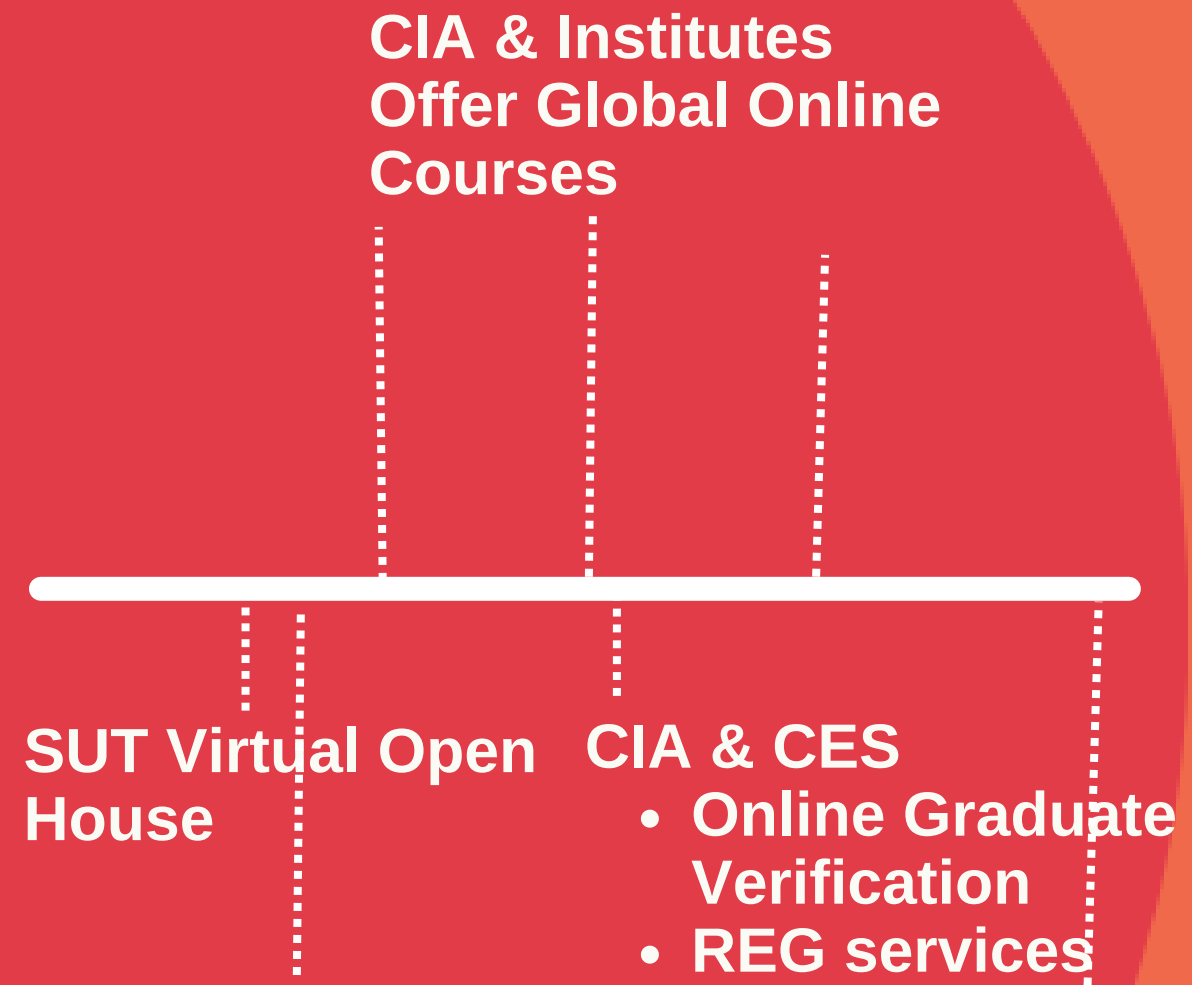 CIA & Institutes
Offer Global Online
Courses
SUT Virtual Open
House
CIA & CES
• Online Graduate
Verification
• REG services